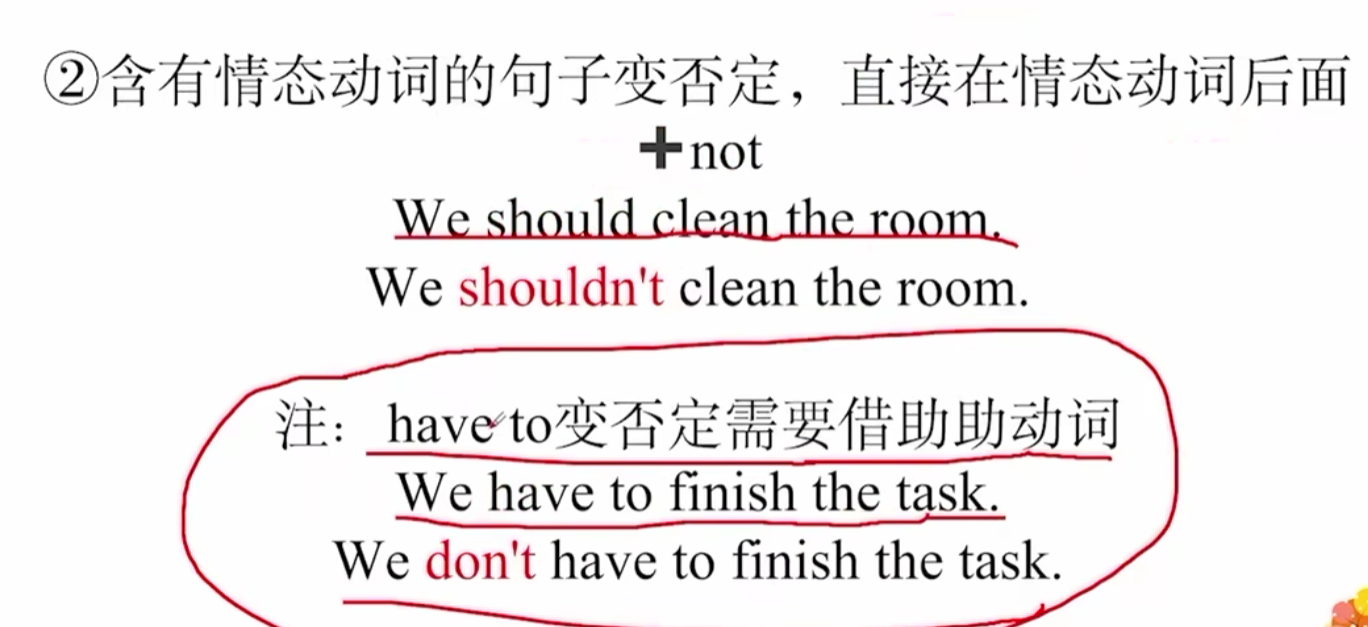 ②含有情态动词的句子变否定，直接在情态动词后面
+not
We should clean the room.
We shouldn't clean the room.
注： have to变否定需要借助助动词
We have to finish the task.
We don't have to finish the task.